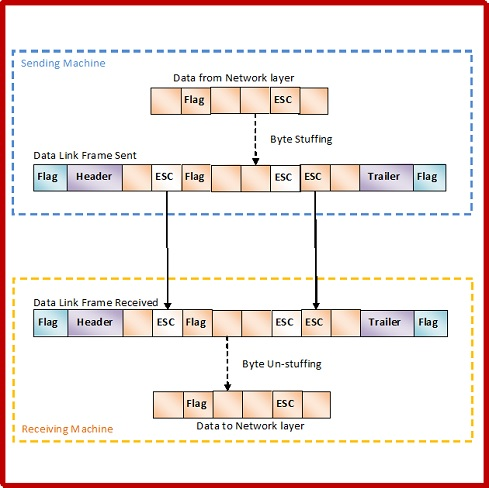 Sending Machine
Data from Network layer
Flag ESC
Byte Stuffing
Data Link Frame Sent
Flag Header ESC Flag ESC ESC Trailer Flag
Data Link Frame Received
Flag Header ESC Flag ESC ESC Trailer Flag
Byte Un-stuffing
Flag ESC
Data to Network layer
Receiving Machine